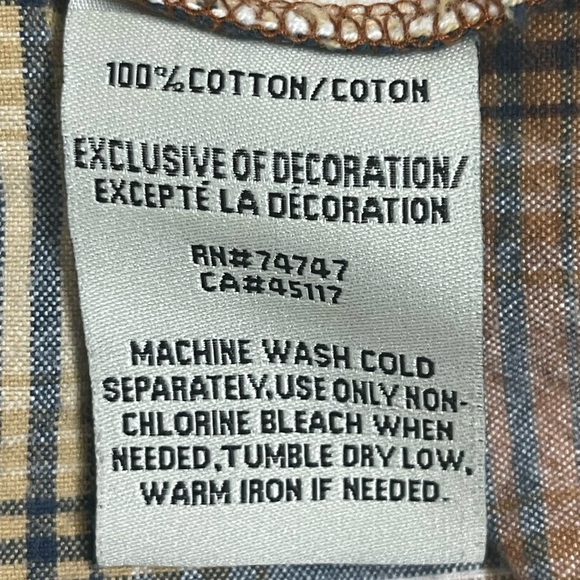 100% COTTON/COTON
EXCLUSIVE OF DECORATION/
EXCEPTÉ LA DÉCORATION
RN#74747
CA#45117
MACHINE WASH COLD
SEPARATELY.USE ONLY NON-
CHLORINE BLEACH WHEN
NEEDED.TUMBLE DRY LOW.
WARM IRON IF NEEDED.